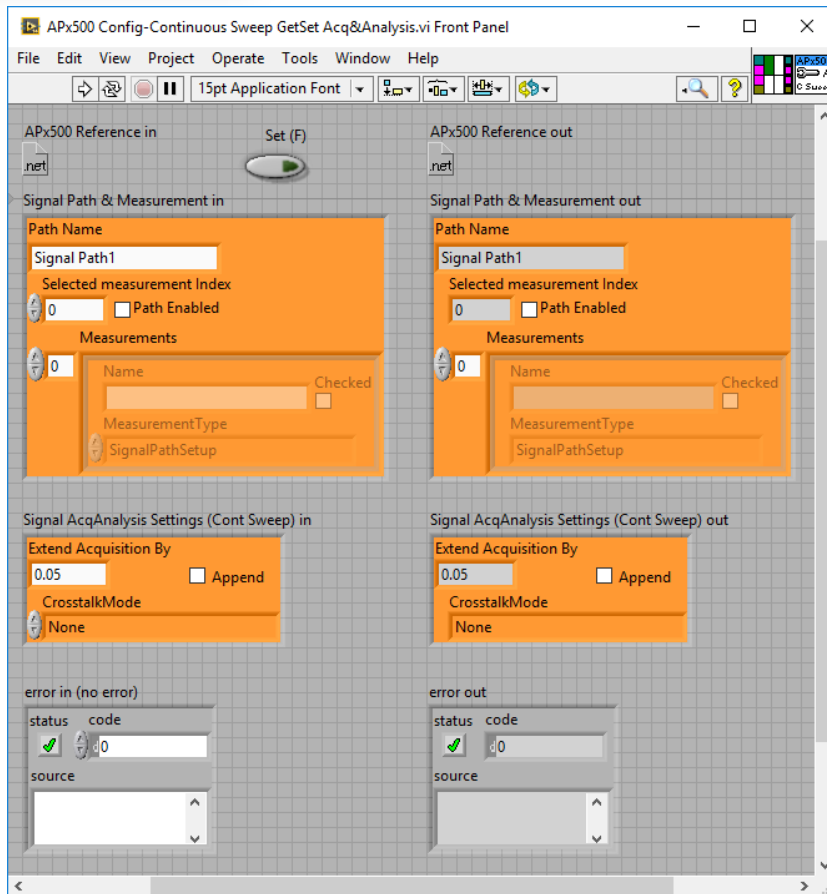 APx500 Config-Continuous Sweep GetSet Acq&Analysis.vi Front Panel
File Edit View Project Operate Tools Window Help
15pt Application Font
?
APx50
C Swee
APx500 Reference in
Set (F)
APx500 Reference out
.net
.net
Signal Path & Measurement in
Signal Path & Measurement out
Path Name
Path Name
Signal Path1
Signal Path1
Selected measurement Index
Selected measurement Index
0
Path Enabled
0
Path Enabled
Measurements
Measurements
0
Name
Checked
0
Name
Checked
MeasurementType
MeasurementType
SignalPathSetup
SignalPathSetup
Signal AcqAnalysis Settings (Cont Sweep) in
Signal AcqAnalysis Settings (Cont Sweep) out
Extend Acquisition By
Extend Acquisition By
0.05
Append
0.05
Append
CrosstalkMode
CrosstalkMode
None
None
error in (no error)
error out
status code
status code
d0
d0
source
source